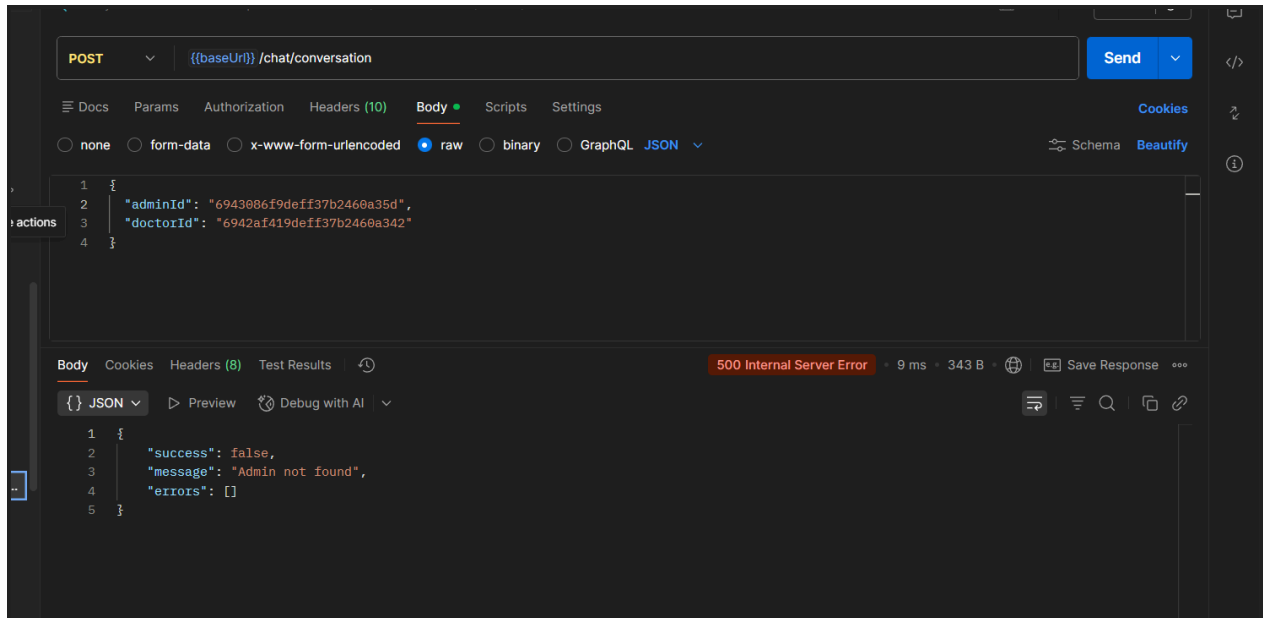 POST {{baseUrl}} /chat/conversation Send
Docs Params Authorization Headers (10) Body Scripts Settings Cookies
none form-data x-www-form-urlencoded raw binary GraphQL JSON Schema Beautify
1 {
2 "adminId": "6943086f9deff37b2460a35d",
actions 3 "doctorId": "6942af419deff37b2460a342"
4 }
Body Cookies Headers (8) Test Results 500 Internal Server Error • 9 ms • 343 B • e.g. Save Response
{} JSON Preview Debug with AI
1 {
2 "success": false,
3 "message": "Admin not found",
4 "errors": []
5 }